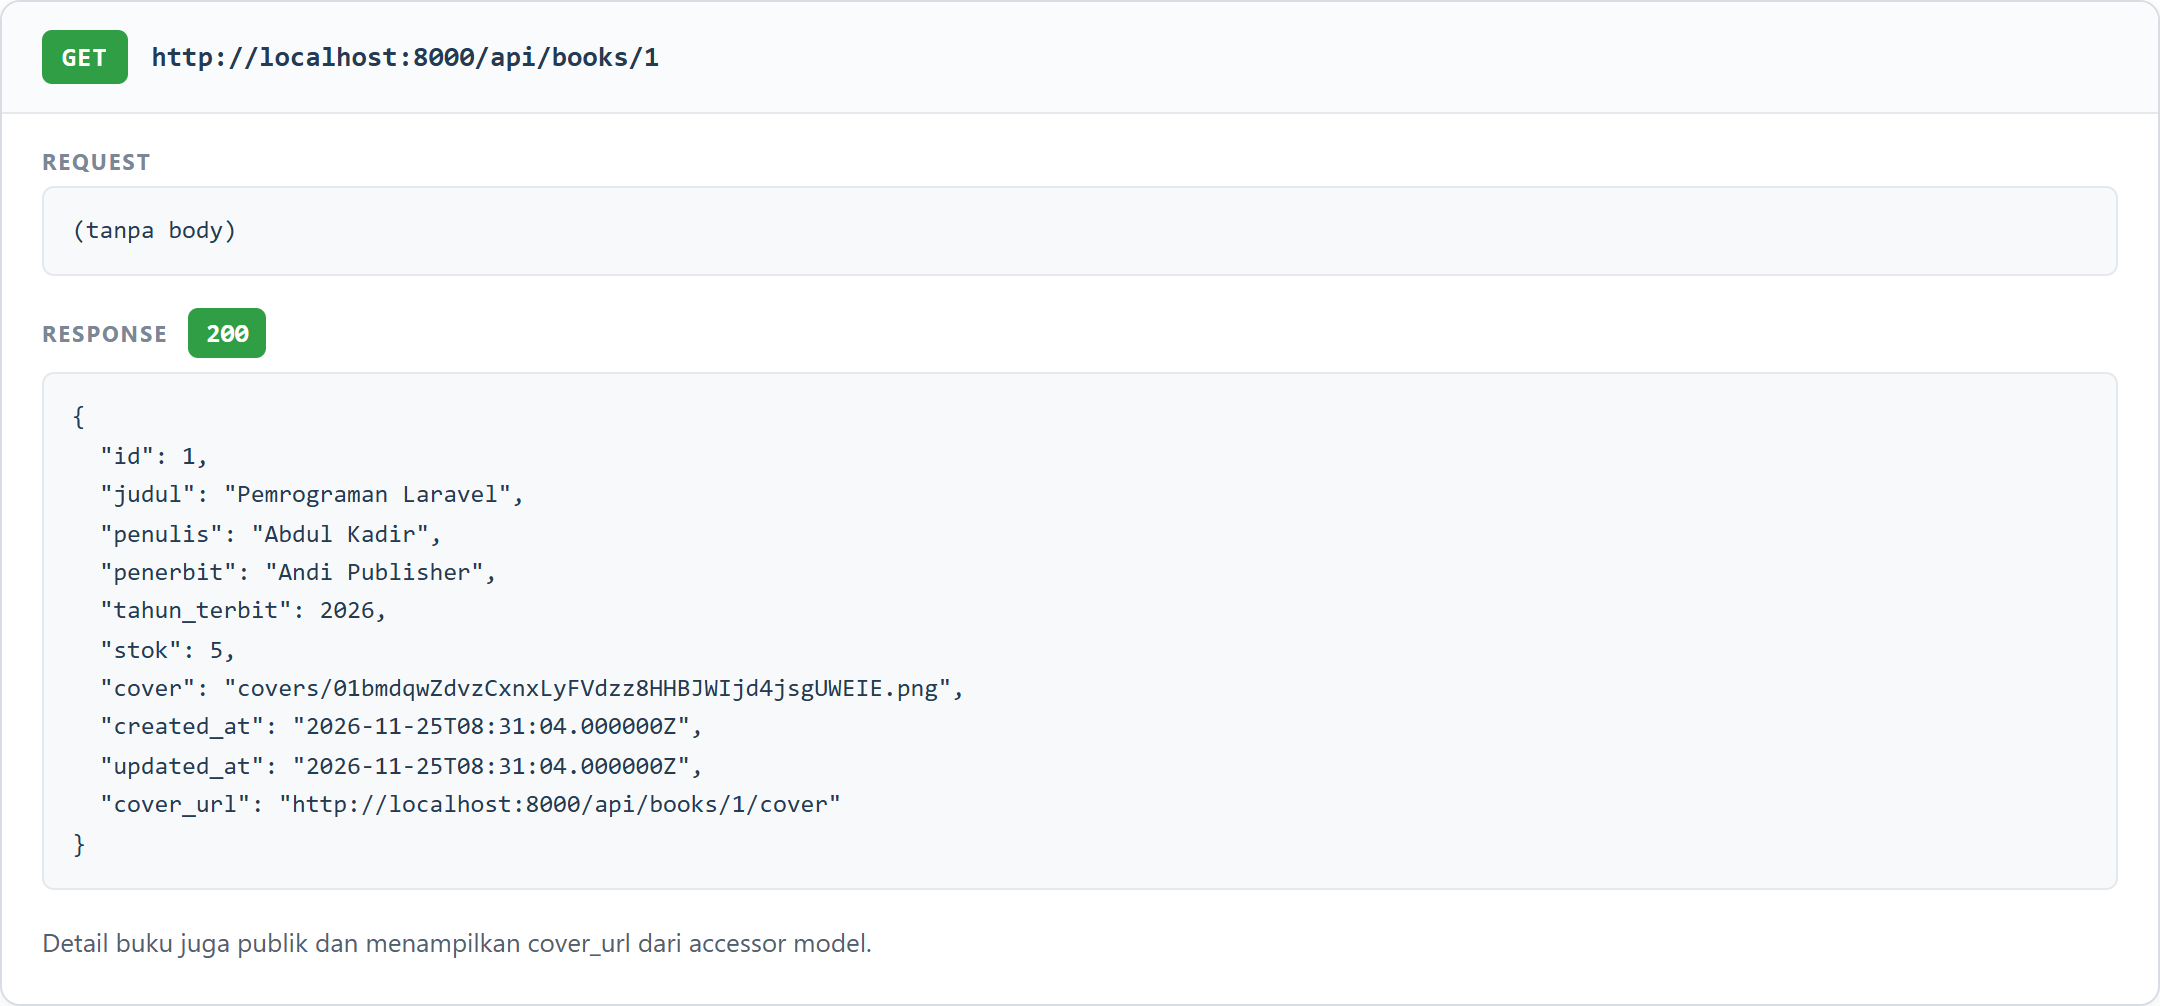 GET http://localhost:8000/api/books/1
REQUEST
(tanpa body)
RESPONSE 200
{
  "id": 1,
  "judul": "Pemrograman Laravel",
  "penulis": "Abdul Kadir",
  "penerbit": "Andi Publisher",
  "tahun_terbit": 2026,
  "stok": 5,
  "cover": "covers/01bmdqwZdvzCxnxLyFVdzz8HHBJWIjd4jsgUWEIE.png",
  "created_at": "2026-11-25T08:31:04.000000Z",
  "updated_at": "2026-11-25T08:31:04.000000Z",
  "cover_url": "http://localhost:8000/api/books/1/cover"
}
Detail buku juga publik dan menampilkan cover_url dari accessor model.